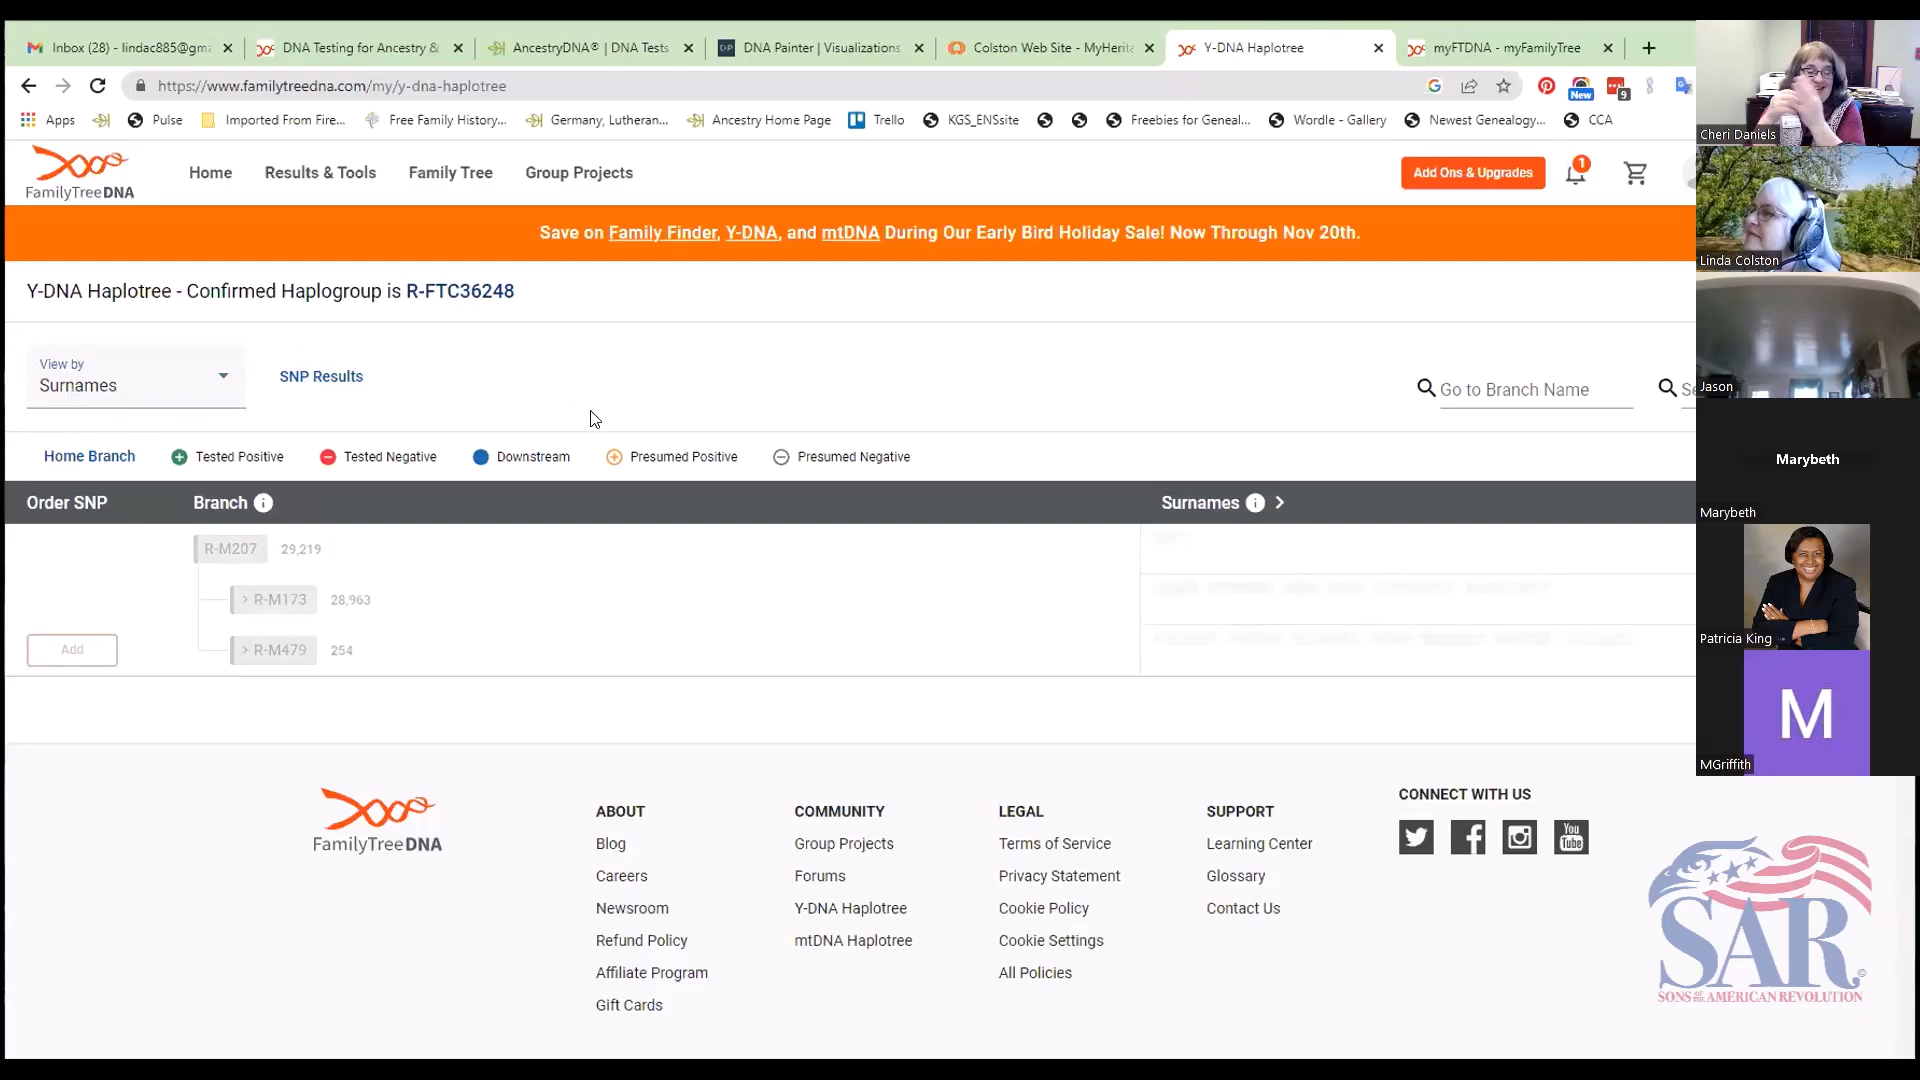 Inbox (28) - lindac885@gm
DNA Testing for Ancestry &
AncestryDNA® | DNA Tests
DNA Painter | Visualizations
Colston Web Site - MyHerita
Y-DNA Haplotree
myFTDNA - myFamilyTree
https://www.familytreedna.com/my/y-dna-haplotree
New
9
Apps
Pulse
Imported From Fire...
Free Family History...
Germany, Lutheran...
Ancestry Home Page
Trello
KGS_ENSsite
Freebies for Geneal...
Wordle - Gallery
Newest Genealogy...
CCA
FamilyTreeDNA
Home
Results & Tools
Family Tree
Group Projects
Add Ons & Upgrades
1
Save on Family Finder, Y-DNA, and mtDNA During Our Early Bird Holiday Sale! Now Through Nov 20th.
Y-DNA Haplotree - Confirmed Haplogroup is R-FTC36248
View by
Surnames
SNP Results
Go to Branch Name
Home Branch
Tested Positive
Tested Negative
Downstream
Presumed Positive
Presumed Negative
Order SNP
Branch
Surnames
R-M207 29,219
R-M173 28,963
Add
R-M479 254
FamilyTreeDNA
ABOUT
Blog
Careers
Newsroom
Refund Policy
Affiliate Program
Gift Cards
COMMUNITY
Group Projects
Forums
Y-DNA Haplotree
mtDNA Haplotree
LEGAL
Terms of Service
Privacy Statement
Cookie Policy
Cookie Settings
All Policies
SUPPORT
Learning Center
Glossary
Contact Us
CONNECT WITH US
You
Tube
Cheri Daniels
Linda Colston
Jason
Marybeth
Marybeth
Patricia King
M
MGriffith
SAR
SONS OF THE AMERICAN REVOLUTION